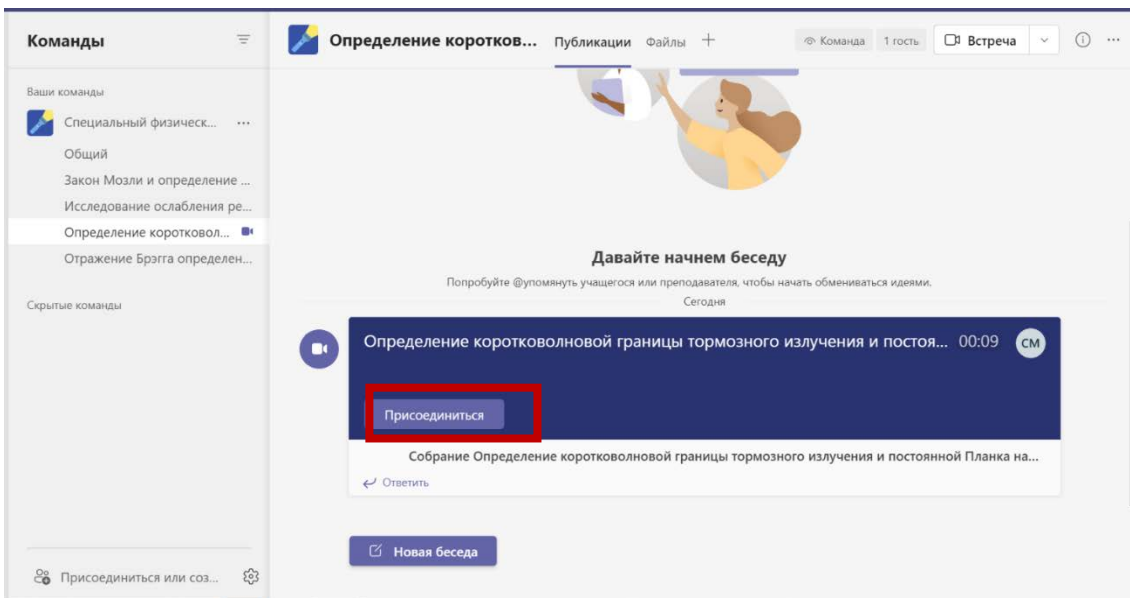 Команды
Ваши команды
Специальный физическ... ...
Общий
Закон Мозли и определение ...
Исследование ослабления ре...
Определение коротковол...
Отражение Брэгга определен...
Скрытые команды
Присоединиться или соз...
Определение коротков... Публикации Файлы + Команда 1 гость Встреча ...
Давайте начнем беседу
Попробуйте @упомянуть учащегося или преподавателя, чтобы начать обмениваться идеями.
Сегодня
Определение коротковолновой границы тормозного излучения и постоя... 00:09 СМ
Присоединиться
Собрание Определение коротковолновой границы тормозного излучения и постоянной Планка на...
Ответить
Новая беседа